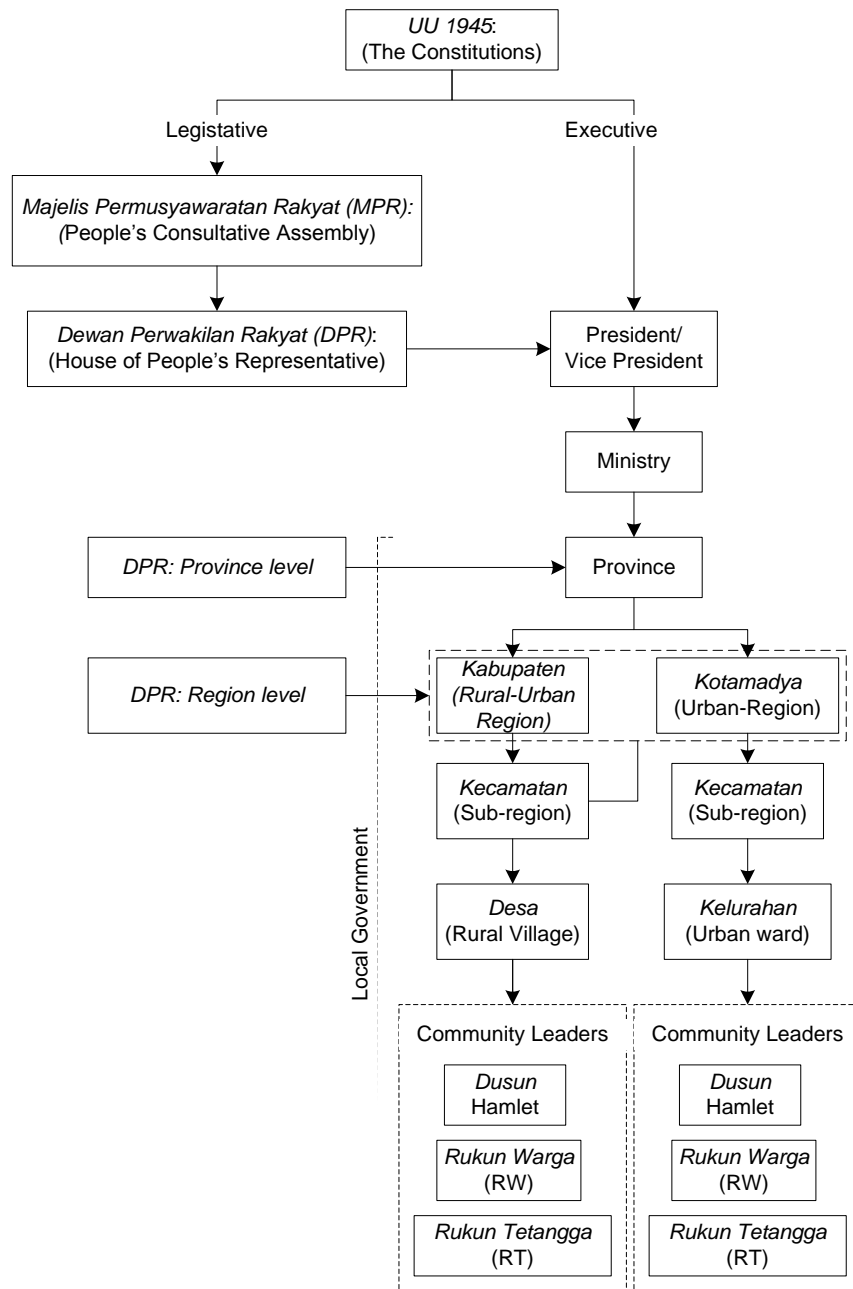 UU 1945:
(The Constitutions)
Legistative
Executive
Majelis Permusyawaratan Rakyat (MPR):
(People’s Consultative Assembly)
Dewan Perwakilan Rakyat (DPR):
(House of People’s Representative)
President/
Vice President
Ministry
DPR: Province level
Province
DPR: Region level
Kabupaten
(Rural-Urban
Region)
Kotamadya
(Urban-Region)
Kecamatan
(Sub-region)
Kecamatan
(Sub-region)
Local Government
Desa
(Rural Village)
Kelurahan
(Urban ward)
Community Leaders
Dusun
Hamlet
Rukun Warga
(RW)
Rukun Tetangga
(RT)
Community Leaders
Dusun
Hamlet
Rukun Warga
(RW)
Rukun Tetangga
(RT)